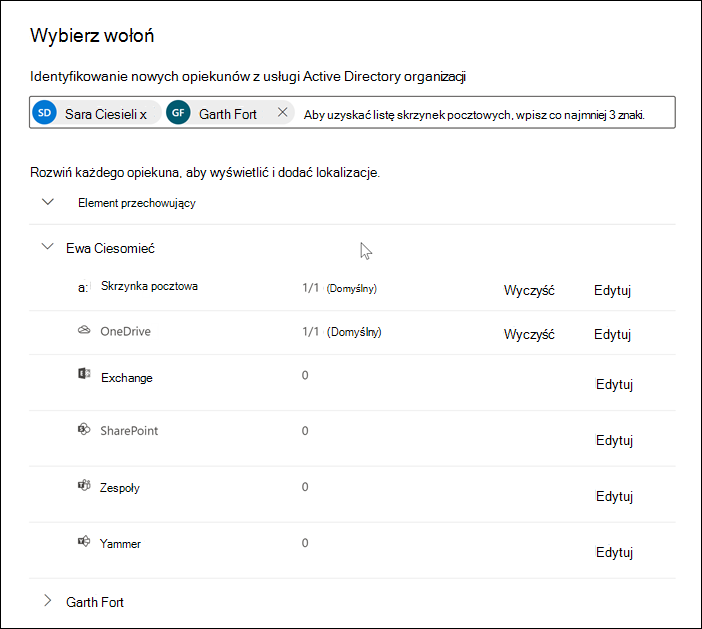 Wybierz wołoń
Identyfikowanie nowych opiekunów z usługi Active Directory organizacji
SD Sara Ciesieli x GF Garth Fort Aby uzyskać listę skrzynek pocztowych, wpisz co najmniej 3 znaki.
Rozwiń każdego opiekuna, aby wyświetlić i dodać lokalizacje.
Element przechowujący
Ewa Ciesomieć
a: Skrzynka pocztowa 1/1 (Domyślny) Wyczyść Edytuj
OneDrive 1/1 (Domyślny) Wyczyść Edytuj
Exchange 0 Edytuj
SharePoint 0 Edytuj
Zespoły 0 Edytuj
Yammer 0 Edytuj
Garth Fort